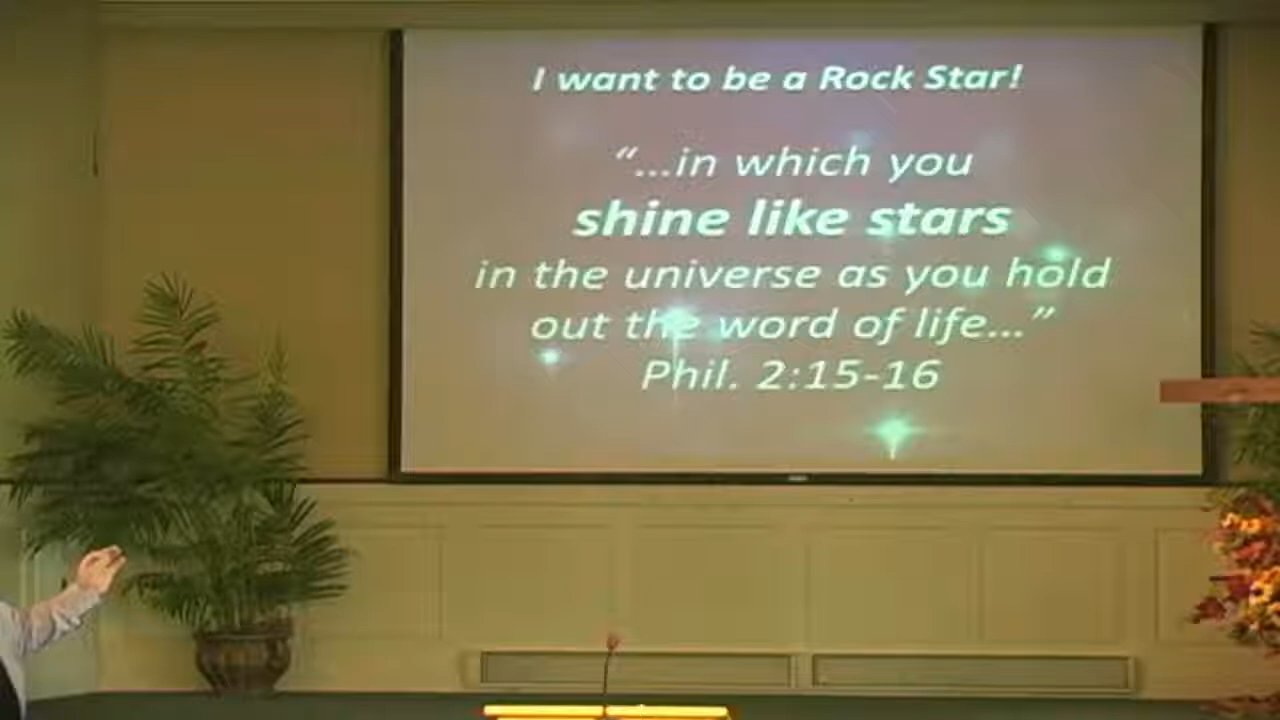 I want to be a Rock Star!
“...in which you
shine like stars
in the universe as you hold
out the word of life...”
Phil. 2:15-16